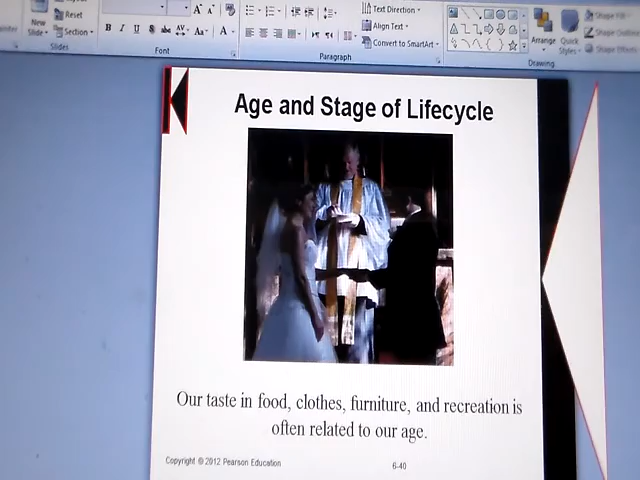 New
Slide
Reset
Section
Slides
Font
Paragraph
Text Direction
Align Text
Convert to SmartArt
Arrange
Quick
Styles
Drawing
Age and Stage of Lifecycle
Our taste in food, clothes, furniture, and recreation is
often related to our age.
Copyright © 2012 Pearson Education
6-40